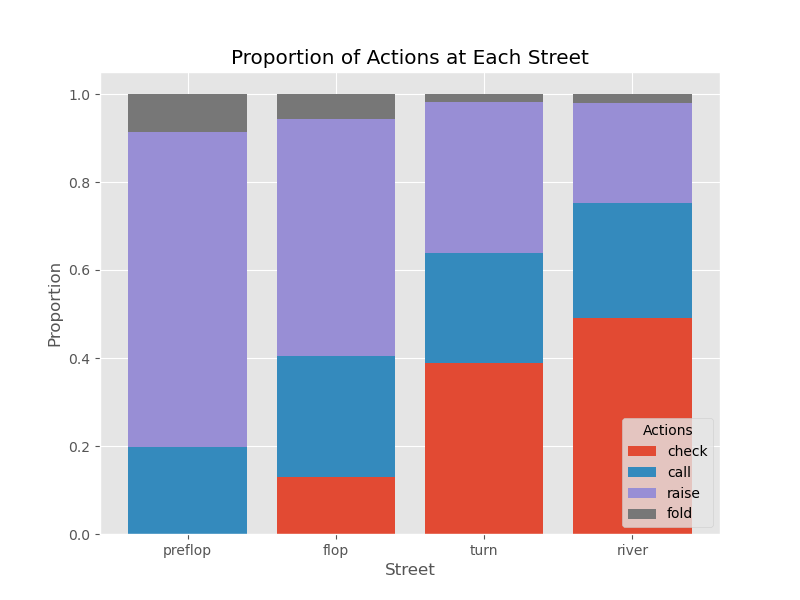 Proportion of Actions at Each Street
1.0
0.8
0.6
0.4
0.2
0.0
Proportion
preflop
flop
turn
river
Street
Actions
check
call
raise
fold